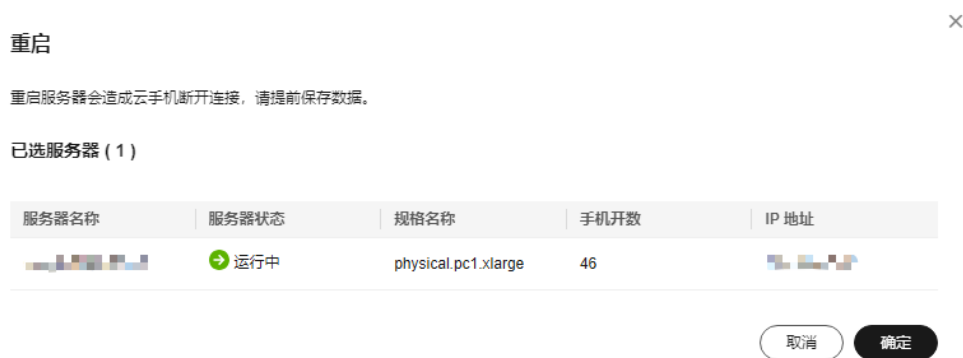 重启
重启服务器会造成云手机断开连接，请提前保存数据。
已选服务器 ( 1 )
服务器名称 服务器状态 规格名称 手机开数 IP 地址
运行中 physical.pc1.xlarge 46
取消 确定